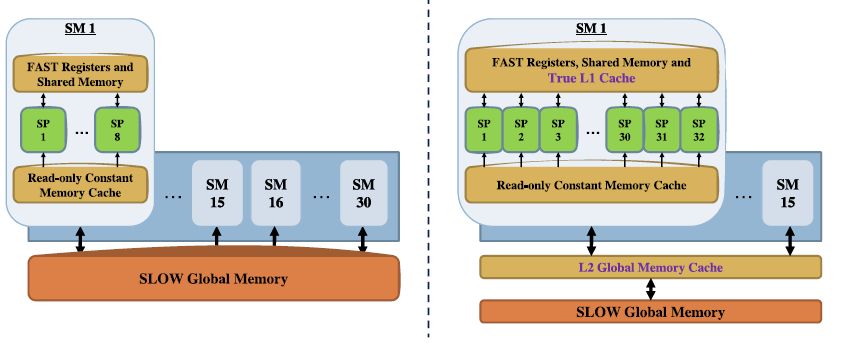 SM 1
FAST Registers and
Shared Memory
SP
1
...
SP
8
Read-only Constant
Memory Cache
...
SM
15
SM
16
...
SM
30
SLOW Global Memory
SM 1
FAST Registers, Shared Memory and
True L1 Cache
SP
1
SP
2
SP
3
...
SP
30
SP
31
SP
32
Read-only Constant Memory Cache
...
SM
15
L2 Global Memory Cache
SLOW Global Memory